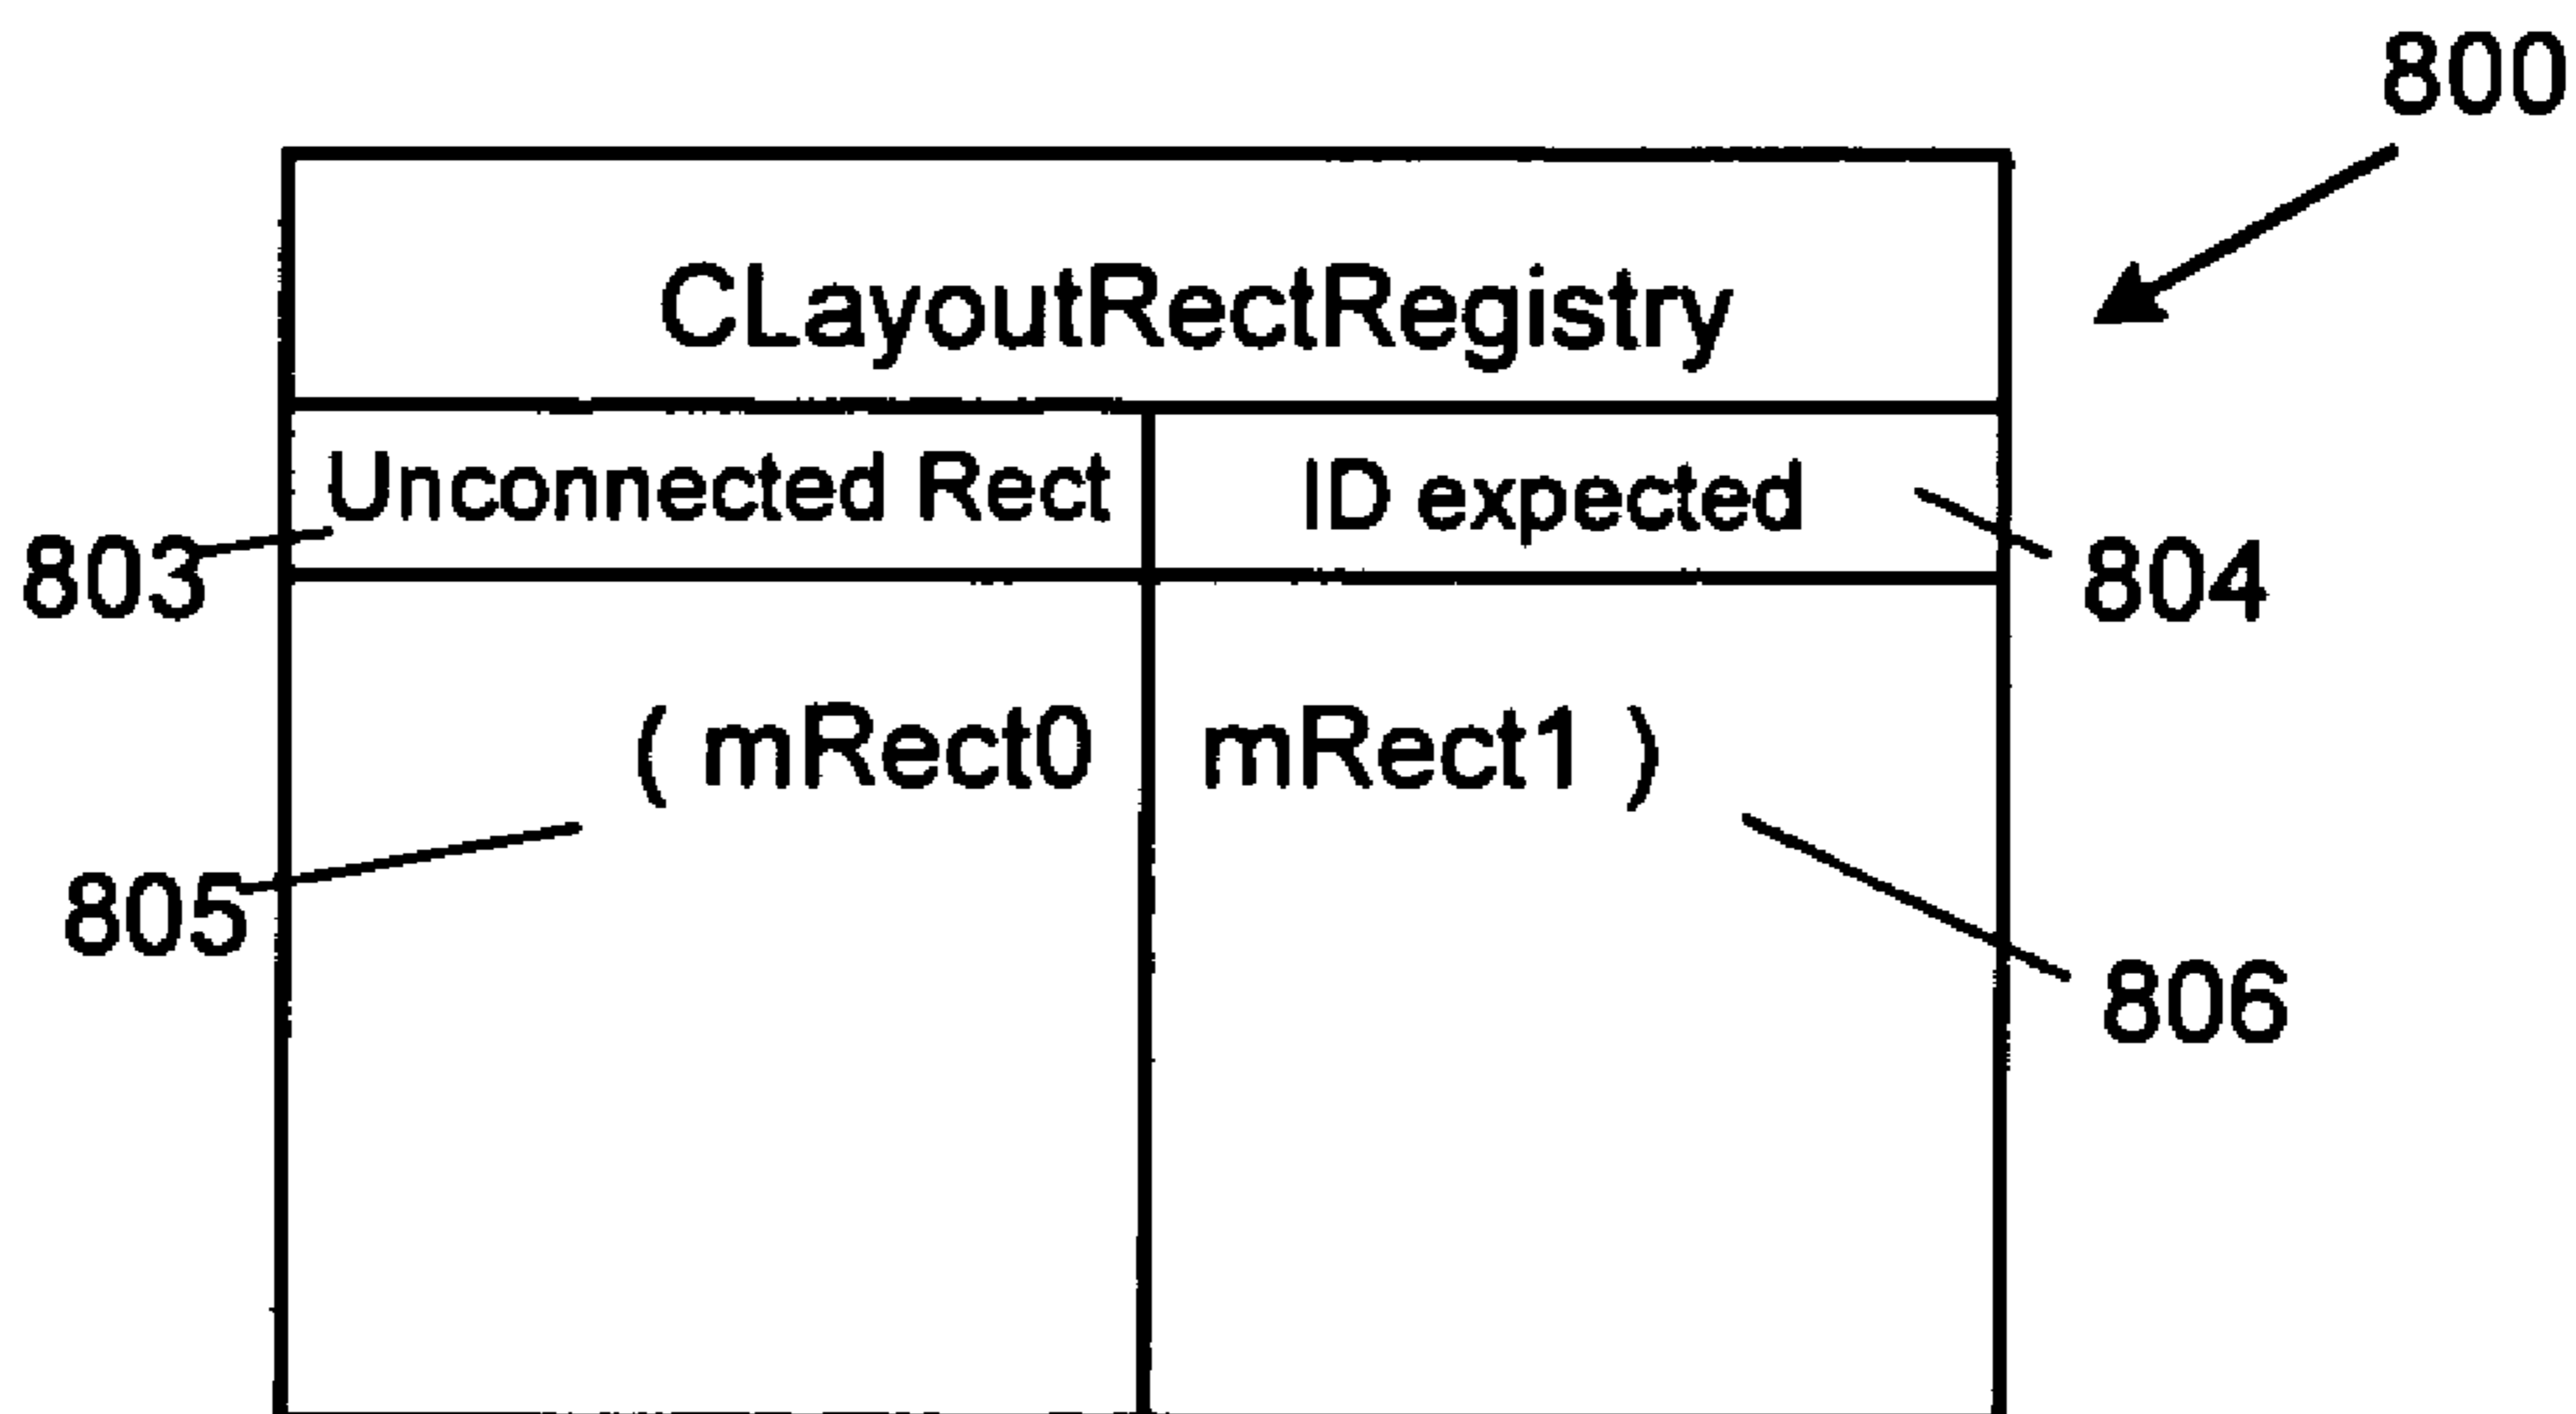 800
CLayoutRectRegistry
Unconnected Rect ID expected
803 804
( mRect0 mRect1 )
805
806